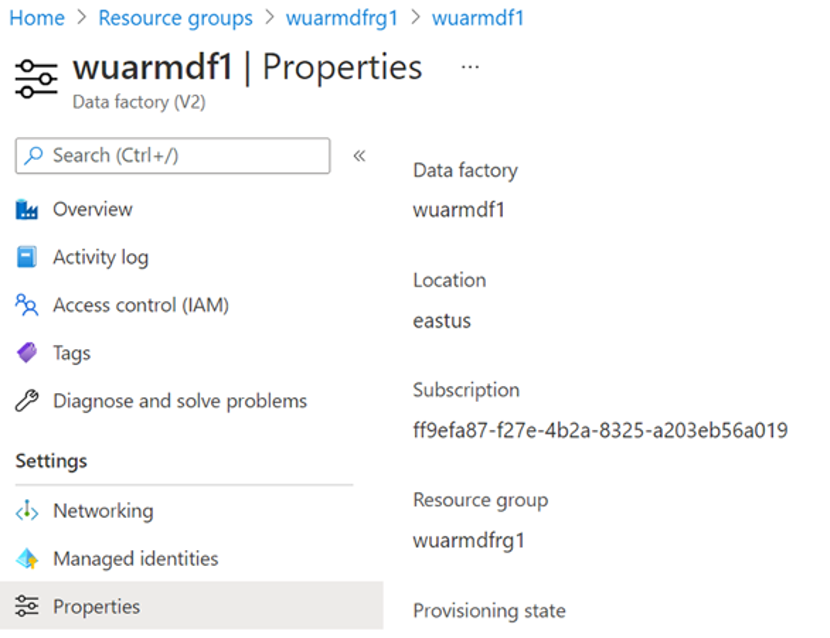 Home > Resource groups > wuarmdfrg1 > wuarmdf1
wuarmdf1 | Properties ...
Data factory (V2)
Search (Ctrl+/) «
Overview
Activity log
Access control (IAM)
Tags
Diagnose and solve problems
Settings
Networking
Managed identities
Properties
Data factory
wuarmdf1
Location
eastus
Subscription
ff9efa87-f27e-4b2a-8325-a203eb56a019
Resource group
wuarmdfrg1
Provisioning state